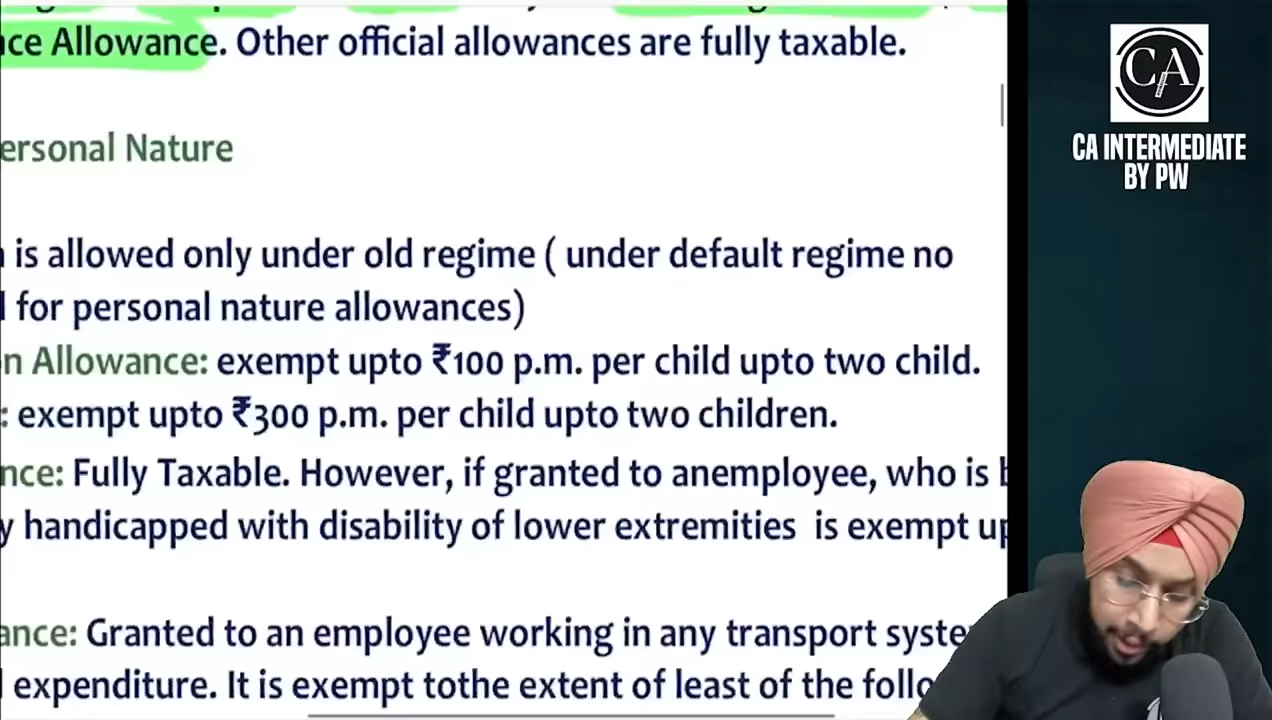 ce Allowance. Other official allowances are fully taxable.
ersonal Nature
is allowed only under old regime ( under default regime no
for personal nature allowances)
n Allowance: exempt upto ₹100 p.m. per child upto two child.
: exempt upto ₹300 p.m. per child upto two children.
nce: Fully Taxable. However, if granted to anemployee, who is b
y handicapped with disability of lower extremities is exempt up
ance: Granted to an employee working in any transport syste
expenditure. It is exempt tothe extent of least of the follo
CA
CA INTERMEDIATE
BY PW